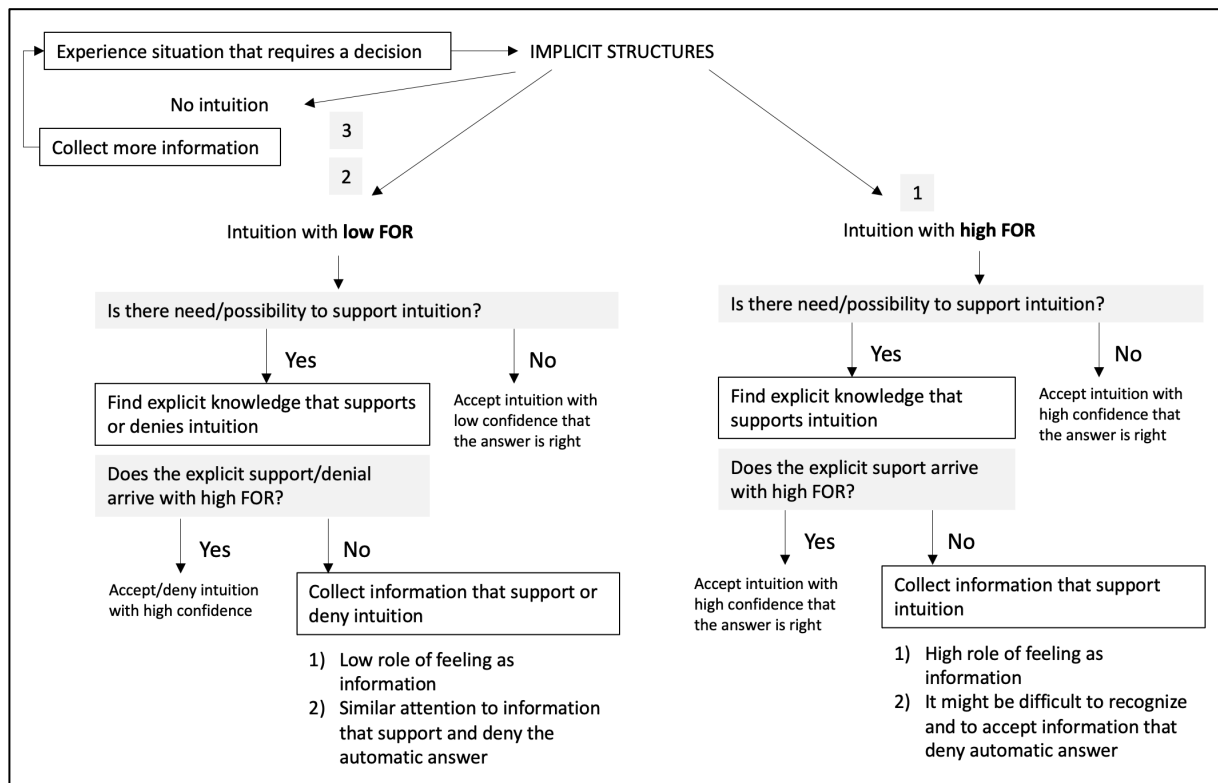 Experience situation that requires a decision
IMPLICIT STRUCTURES
No intuition
Collect more information
3
2
1
Intuition with low FOR
Is there need/possibility to support intuition?
Yes
No
Find explicit knowledge that supports
or denies intuition
Accept intuition with
low confidence that
the answer is right
Does the explicit support/denial
arrive with high FOR?
Yes
No
Accept/deny intuition
with high confidence
Collect information that support or
deny intuition
1) Low role of feeling as
information
2) Similar attention to information
that support and deny the
automatic answer
Intuition with high FOR
Is there need/possibility to support intuition?
Yes
No
Find explicit knowledge that
supports intuition
Accept intuition with
high confidence that
the answer is right
Does the explicit suport arrive
with high FOR?
Yes
No
Accept intuition with
high confidence that
the answer is right
Collect information that support
intuition
1) High role of feeling as
information
2) It might be difficult to recognize
and to accept information that
deny automatic answer